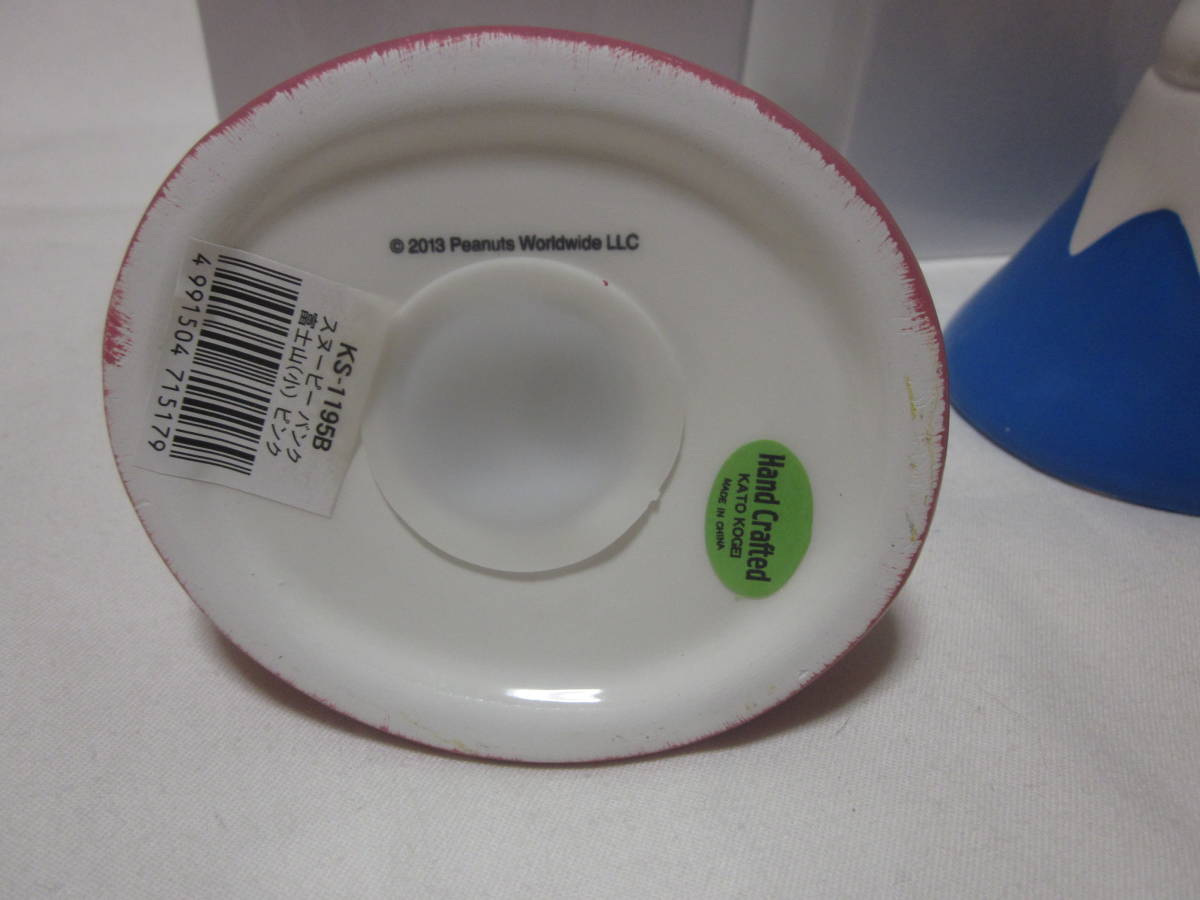 © 2013 Peanuts Worldwide LLC
KS-1195B
スヌーピー バンク
富士山(小) ピンク
4 991504 715179
Hand Crafted
KATO KOGEI
MADE IN CHINA